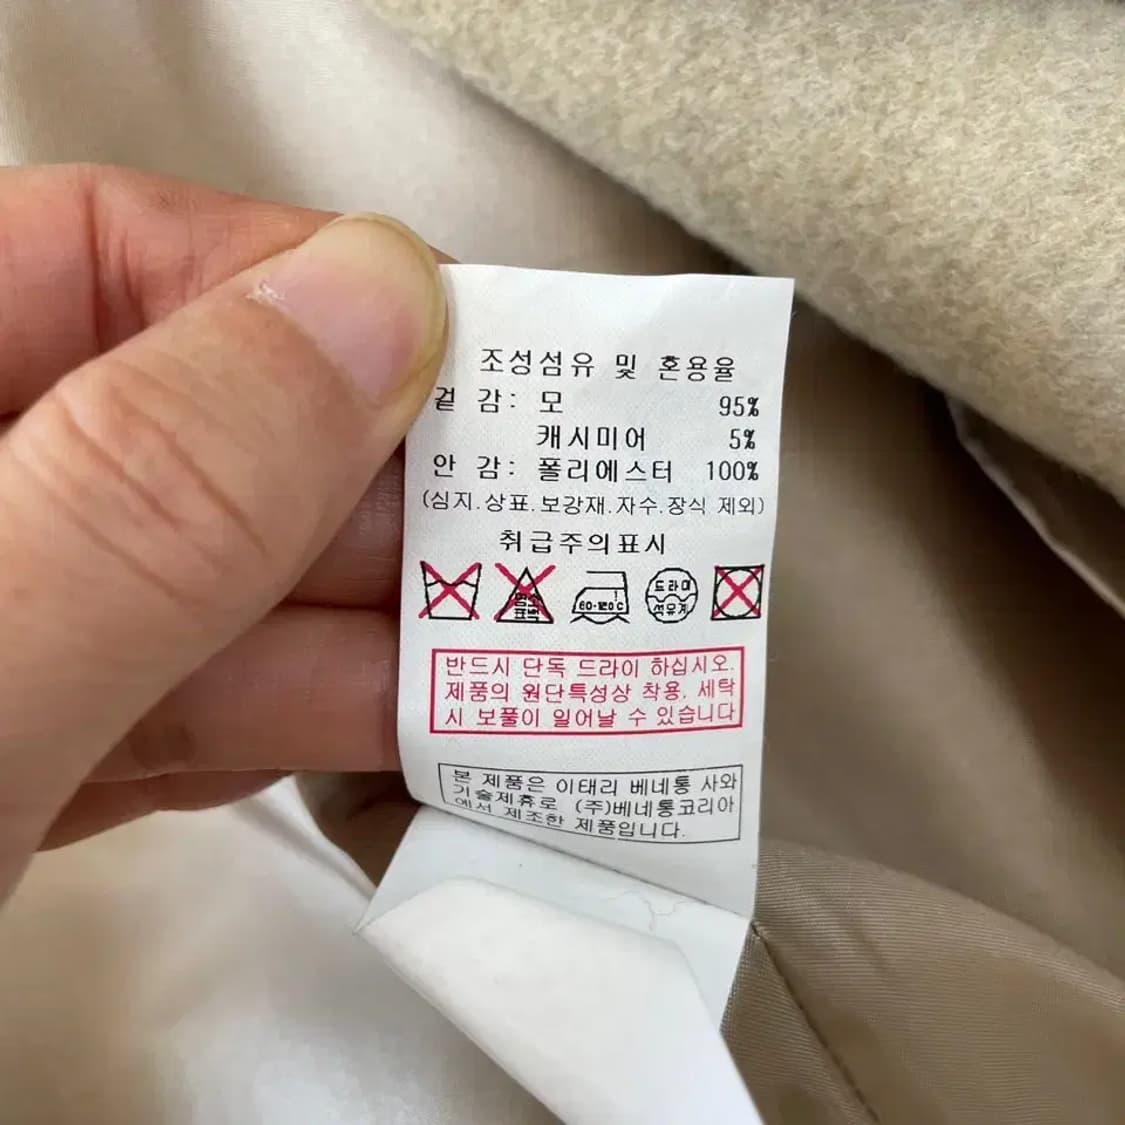 조성섬유 및 혼용율
겉 감: 모 95%
캐시미어 5%
안 감: 폴리에스터 100%
(심지.상표.보강재.자수.장식 제외)
취급주의표시
60-120℃
드라이
석유계
반드시 단독 드라이 하십시오.
제품의 원단특성상 착용, 세탁
시 보풀이 일어날 수 있습니다
본 제품은 이태리 베네통 사와
기술제휴로 (주)베네통코리아
에서 제조한 제품입니다.